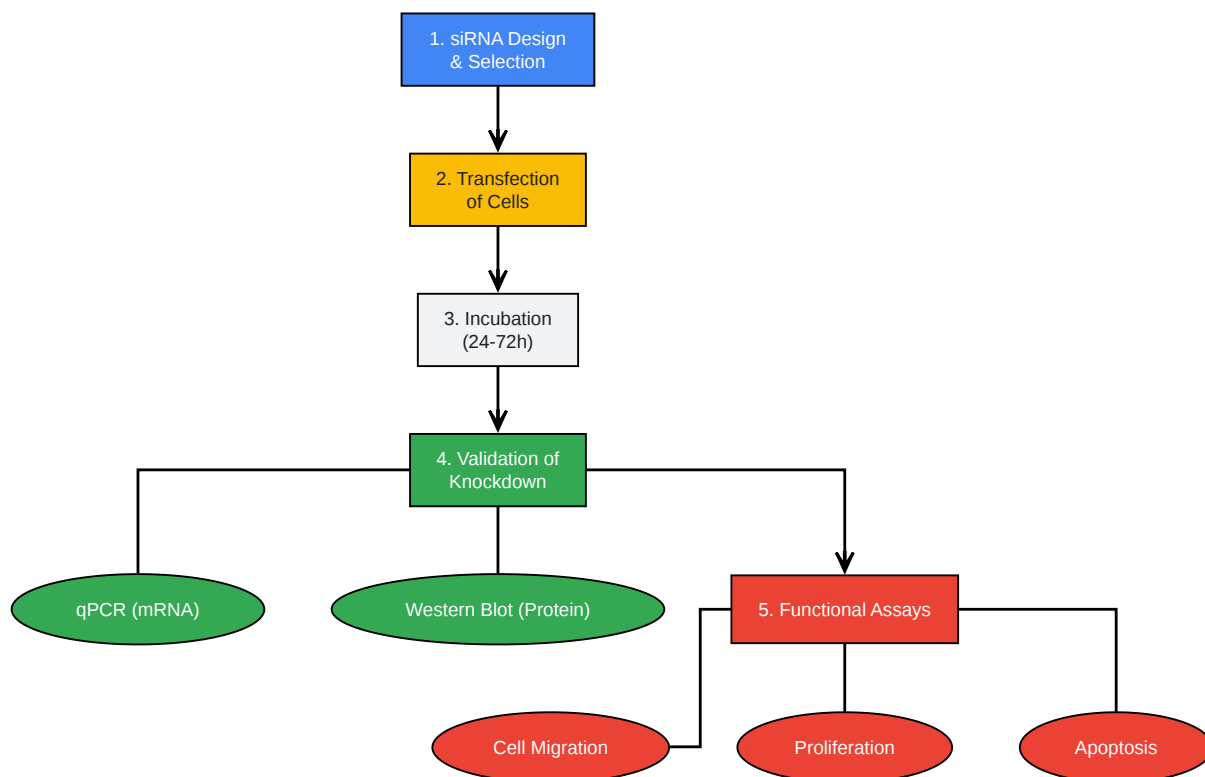 1. siRNA Design
& Selection
2. Transfection
of Cells
3. Incubation
(24-72h)
4. Validation of
Knockdown
qPCR (mRNA)
Western Blot (Protein)
5. Functional Assays
Cell Migration
Proliferation
Apoptosis